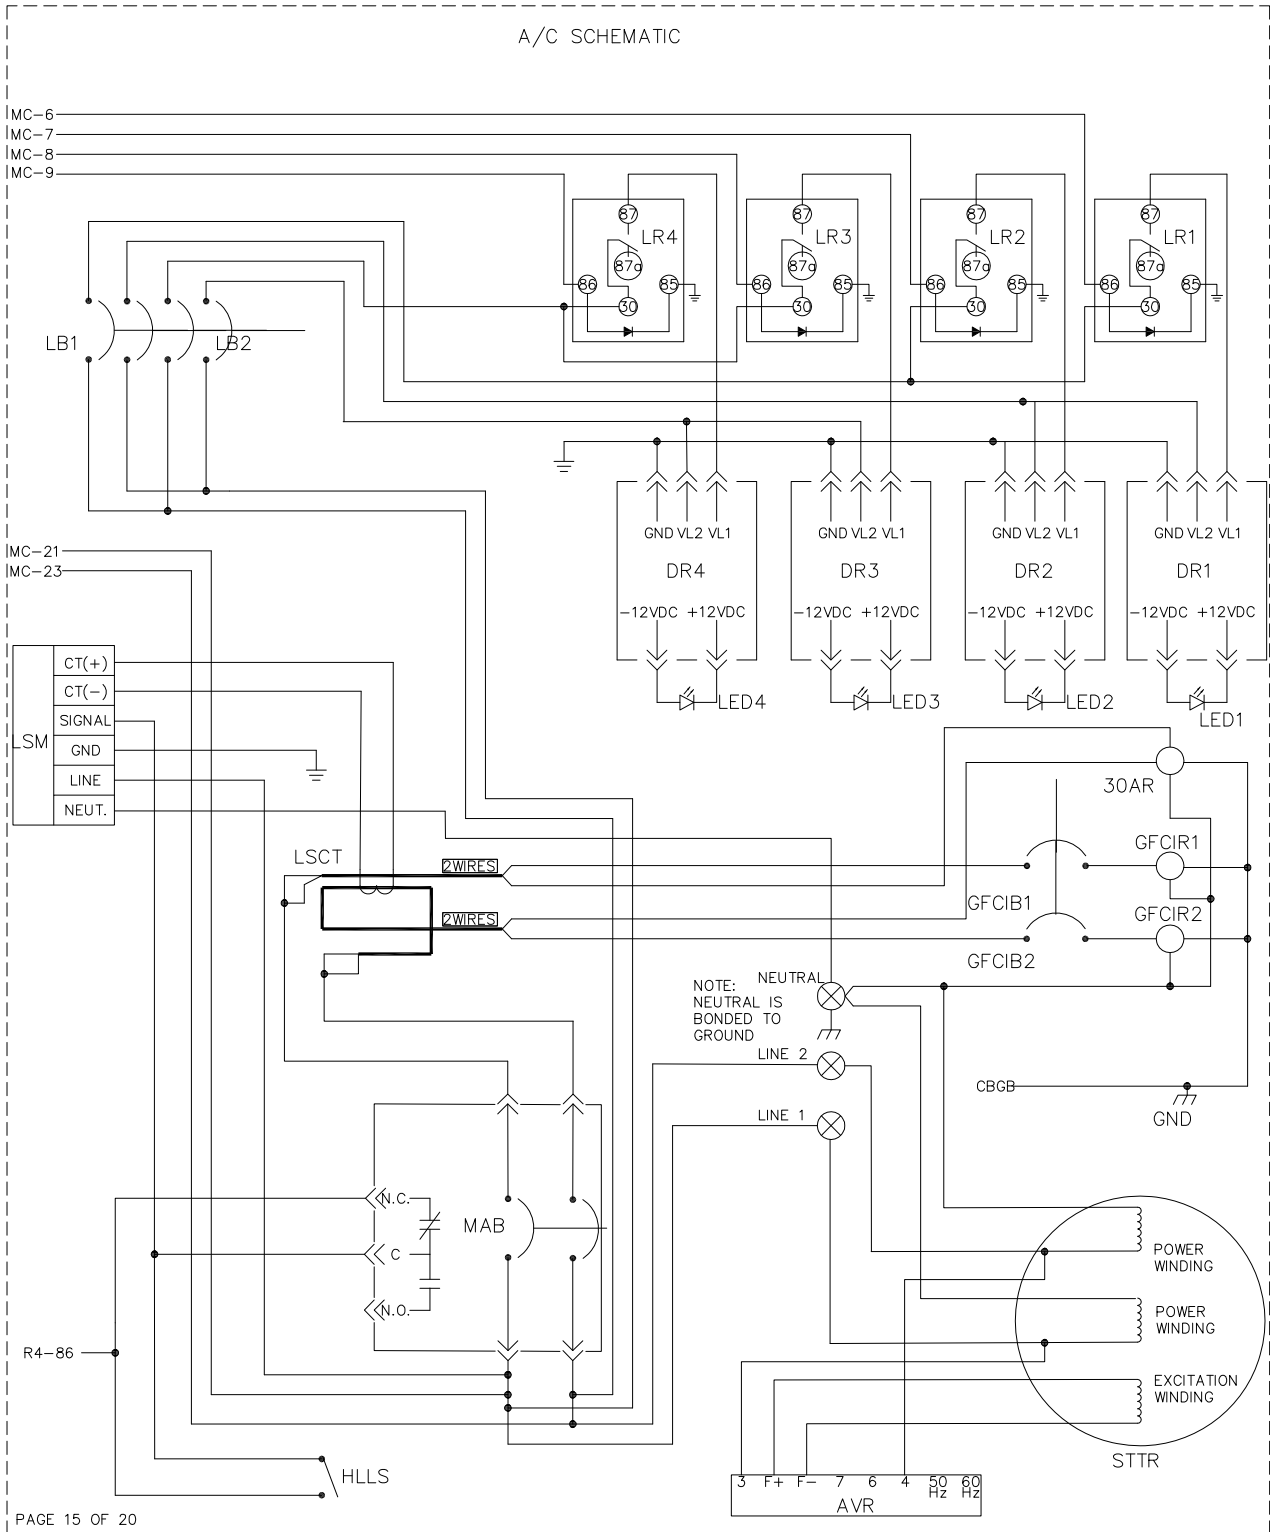 A/C SCHEMATIC
MC-6
MC-7
MC-8
MC-9
87 87 87 87
LR4 LR3 LR2 LR1
87a 87a 87a 87a
86 85 86 85 86 85 86 85
30 30 30 30
LB1 LB2
GND VL2 VL1 GND VL2 VL1 GND VL2 VL1 GND VL2 VL1
MC-21
MC-23
DR4 DR3 DR2 DR1
-12VDC +12VDC -12VDC +12VDC -12VDC +12VDC -12VDC +12VDC
LED4 LED3 LED2 LED1
LSM
CT(+)
CT(-)
SIGNAL
GND
LINE
NEUT.
30AR
LSCT
2WIRES
GFCIR1
GFCIB1
2WIRES
GFCIR2
GFCIB2
NOTE:
NEUTRAL IS
BONDED TO
GROUND
NEUTRAL
LINE 2
CBGB
GND
LINE 1
N.C.
MAB
C
N.O.
POWER
WINDING
POWER
WINDING
R4-86
EXCITATION
WINDING
STTR
HLLS
3 F+ F- 7 6 4 50 Hz 60 Hz
AVR
PAGE 15 OF 20